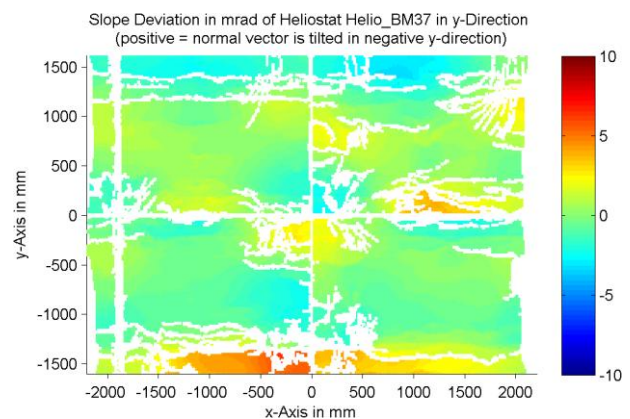 Slope Deviation in mrad of Heliostat Helio_BM37 in y-Direction
(positive = normal vector is tilted in negative y-direction)
1500
1000
500
0
-500
-1000
-1500
y-Axis in mm
-2000 -1500 -1000 -500 0 500 1000 1500 2000
x-Axis in mm
10
5
0
-5
-10